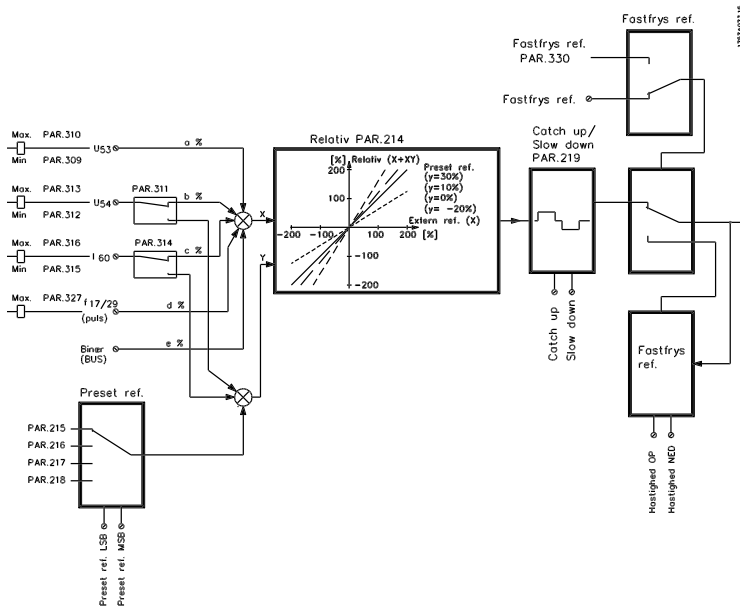 Fastfrys ref.
Fastfrys ref.
PAR.330
Fastfrys ref.
Max. PAR.310
Min PAR.309
U53
a %
Max. PAR.313
Min PAR.312
U54
PAR.311
b %
Max. PAR.316
Min PAR.315
I 60
PAR.314
c %
Max. PAR.327
f 17/29
(puls)
d %
Binær
(BUS)
e %
X
Y
Relativ PAR.214
[%] Relativ (X+XY)
200
100
-200 -100 100 200
[%]
-100
-200
Preset ref.
(y=30%)
(y=10%)
(y=0%)
(y= -20%)
Extern ref. (X)
Catch up/
Slow down
PAR.219
Catch up
Slow down
Fastfrys
ref.
Hastighed OP
Hastighed NED
Preset ref.
PAR.215
PAR.216
PAR.217
PAR.218
Preset ref. LSB
Preset ref. MSB